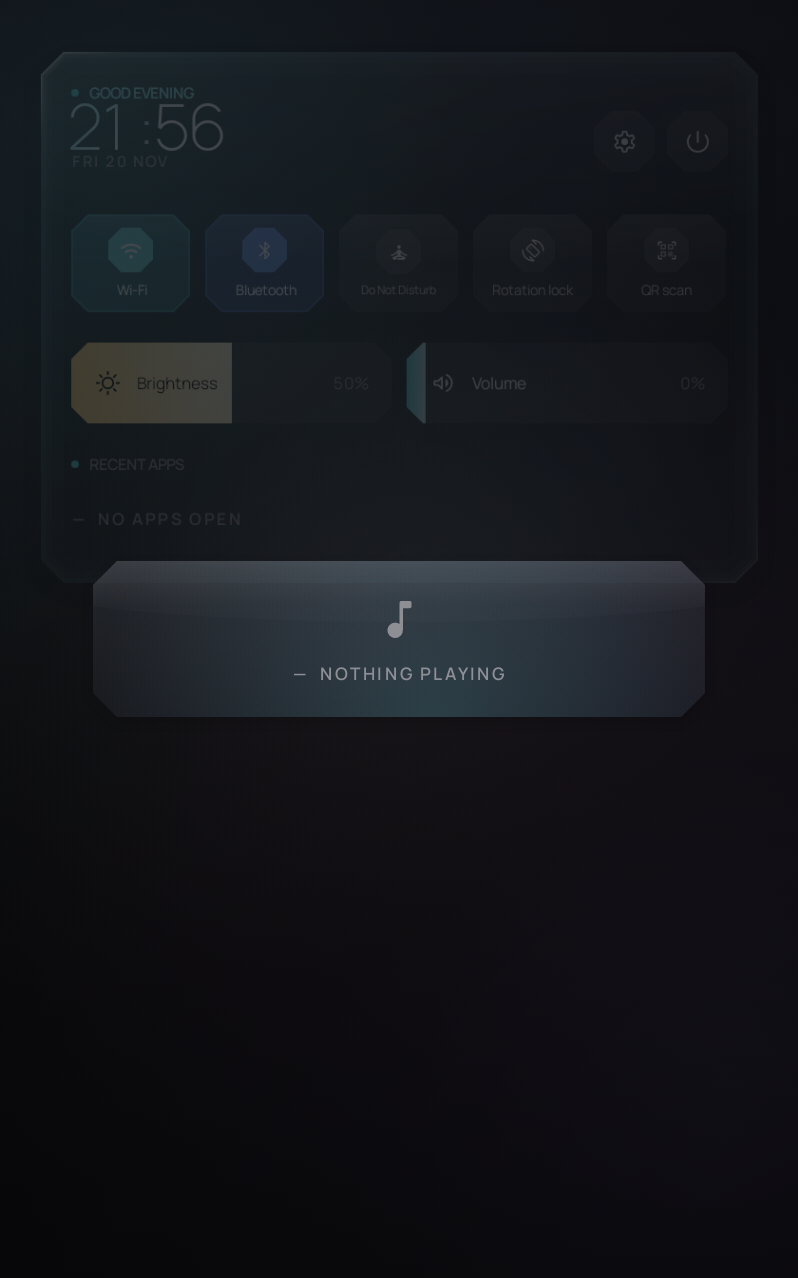 GOOD EVENING
21:56
FRI 20 NOV
Wi-Fi
Bluetooth
Do Not Disturb
Rotation lock
QR scan
Brightness
50%
Volume
0%
RECENT APPS
— NO APPS OPEN
— NOTHING PLAYING